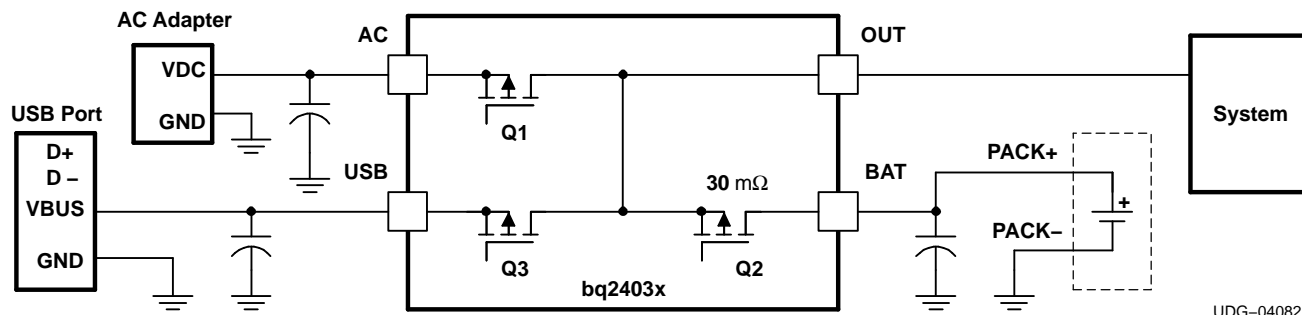 AC Adapter
VDC
GND
USB Port
D+
D –
VBUS
GND
AC
USB
Q1
Q3
bq2403x
30 mΩ
Q2
OUT
BAT
PACK+
PACK–
+
System
UDG–04082